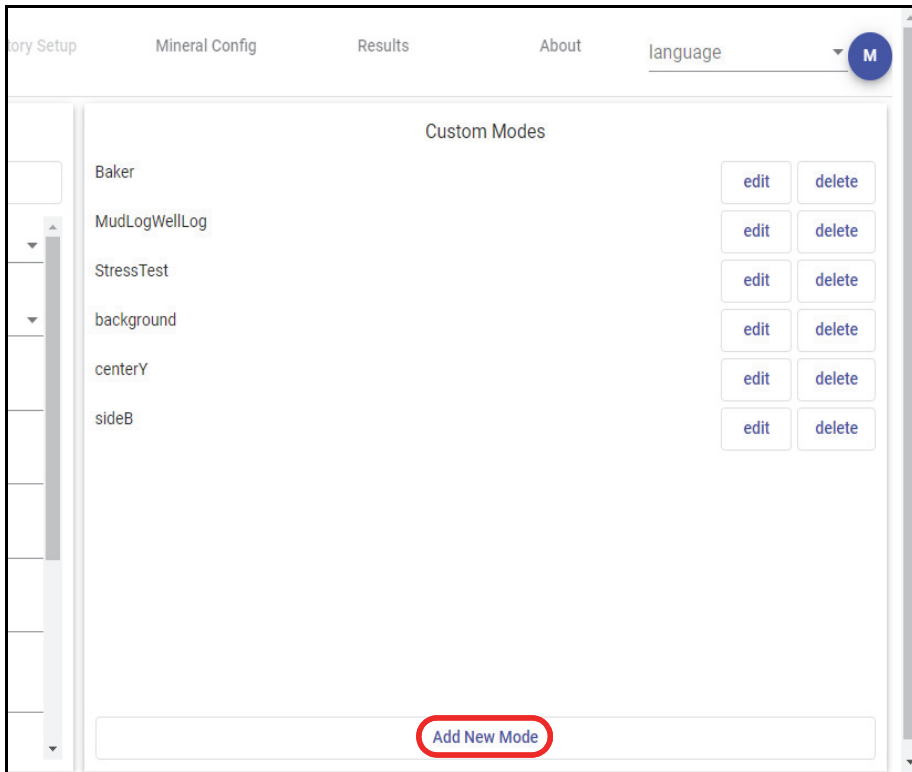 tory Setup Mineral Config Results About language M
Custom Modes
Baker edit delete
MudLogWellLog edit delete
StressTest edit delete
background edit delete
centerY edit delete
sideB edit delete
Add New Mode